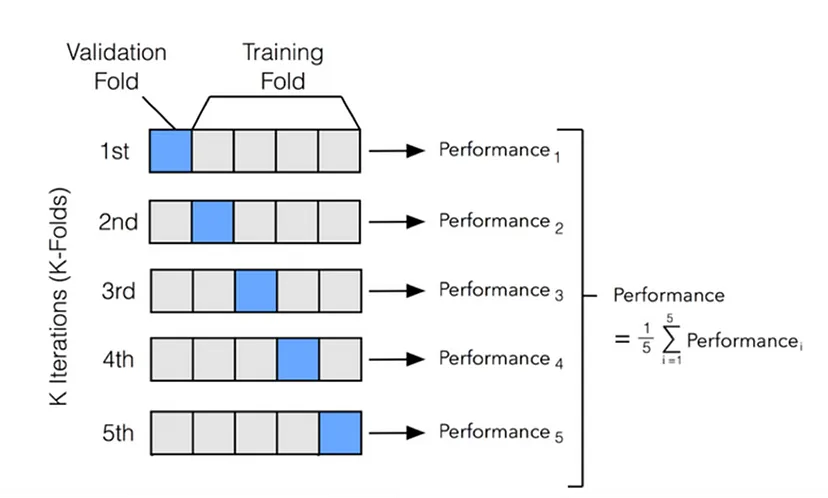 Validation
Fold
Training
Fold
K Iterations (K-Folds)
1st
Performance 1
2nd
Performance 2
3rd
Performance 3
4th
Performance 4
5th
Performance 5
Performance
= 1/5 5∑i=1 Performance i